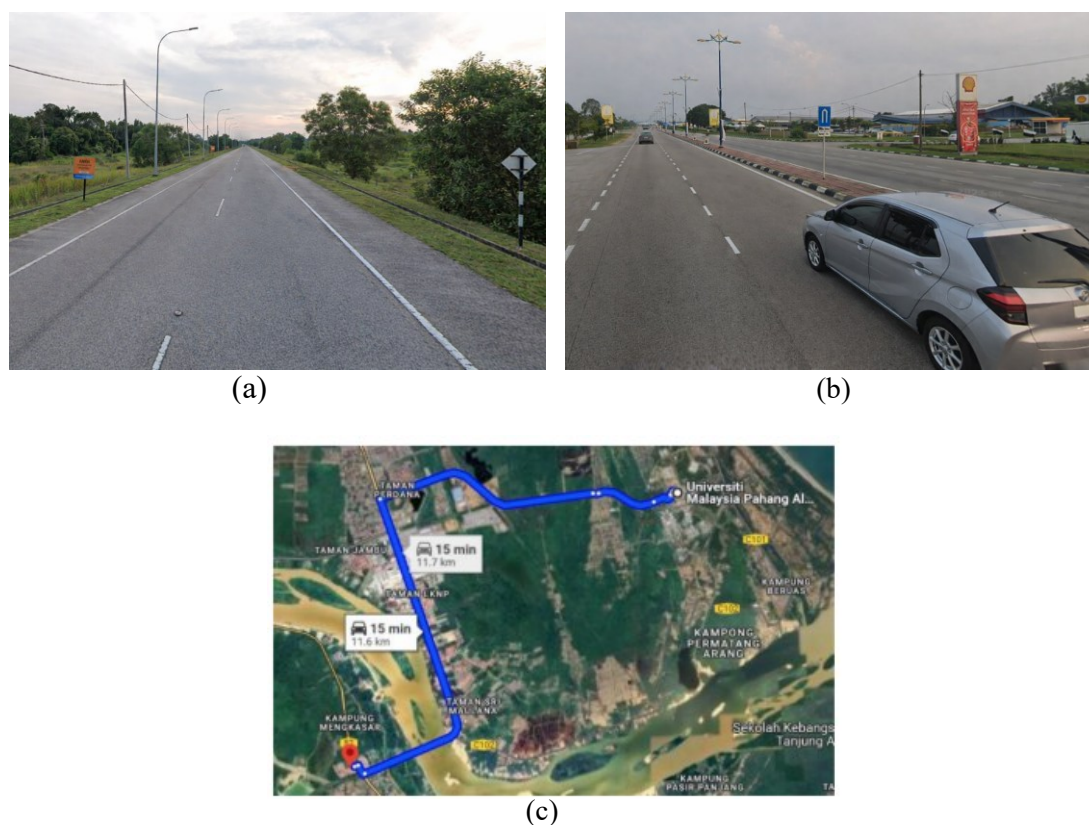 (a)
(b)
Universiti
Malaysia Pahang Al...
TAMAN
PERDANA
C101
TAMAN JAMBU
15 min
11.7 km
TAMAN LKNP
KAMPUNG
BERUAS
C102
15 min
11.6 km
KAMPONG
PERMATANG
ARANG
TAMAN SRI
MAULANA
KAMPUNG
MENGKASAR
C102
Sekolah Kebangs
Tanjung A
KAMPUNG
PASIR PANJANG
TA
(c)